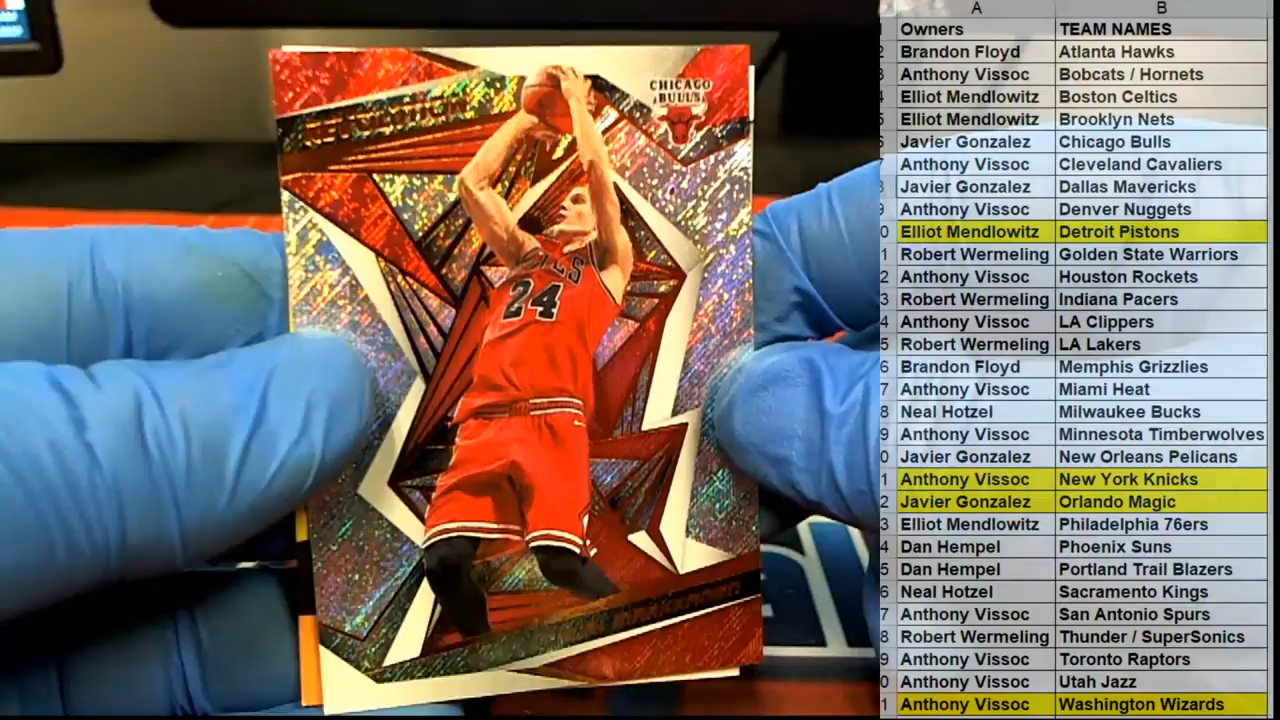 CHICAGO
BULLS
REVOLUTION
24
A B
Owners TEAM NAMES
Brandon Floyd Atlanta Hawks
Anthony Vissoc Bobcats / Hornets
Elliot Mendlowitz Boston Celtics
Elliot Mendlowitz Brooklyn Nets
Javier Gonzalez Chicago Bulls
Anthony Vissoc Cleveland Cavaliers
Javier Gonzalez Dallas Mavericks
Anthony Vissoc Denver Nuggets
Elliot Mendlowitz Detroit Pistons
Robert Wermeling Golden State Warriors
Anthony Vissoc Houston Rockets
Robert Wermeling Indiana Pacers
Anthony Vissoc LA Clippers
Robert Wermeling LA Lakers
Brandon Floyd Memphis Grizzlies
Anthony Vissoc Miami Heat
Neal Hotzel Milwaukee Bucks
Anthony Vissoc Minnesota Timberwolves
Javier Gonzalez New Orleans Pelicans
Anthony Vissoc New York Knicks
Javier Gonzalez Orlando Magic
Elliot Mendlowitz Philadelphia 76ers
Dan Hempel Phoenix Suns
Dan Hempel Portland Trail Blazers
Neal Hotzel Sacramento Kings
Anthony Vissoc San Antonio Spurs
Robert Wermeling Thunder / SuperSonics
Anthony Vissoc Toronto Raptors
Anthony Vissoc Utah Jazz
Anthony Vissoc Washington Wizards